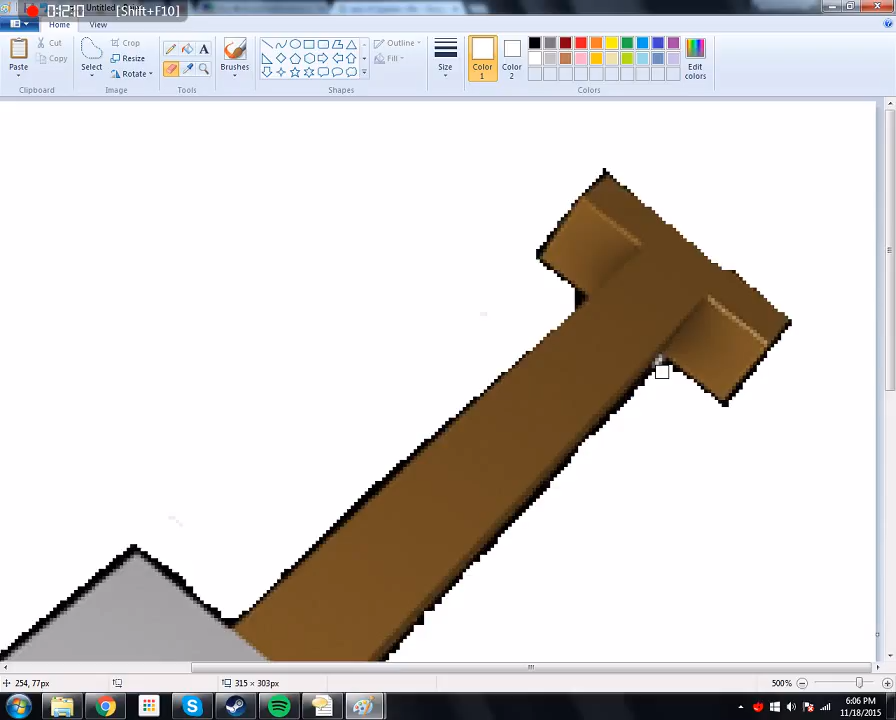 Untitled
0:12:10 [Shift+F10]
Home View
Paste
Cut
Copy
Clipboard
Select
Crop
Resize
Rotate
Image
A
Tools
Brushes
Outline
Fill
Shapes
Size
Color
1
Color
2
Edit
colors
Colors
254, 77px
315 × 303px
500%
6:06 PM
11/18/2015